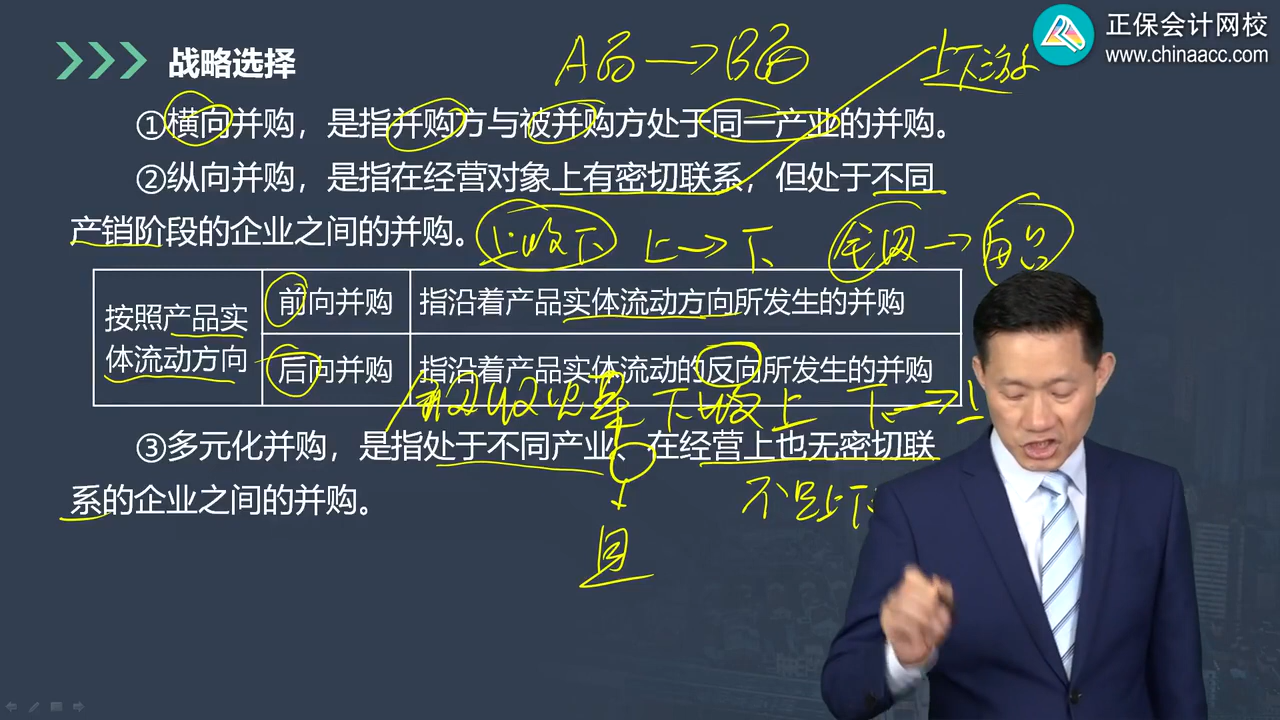 正保会计网校
www.chinaacc.com
战略选择
A 品 → B
上下游
①横向并购，是指并购方与被并购方处于同一产业的并购。
②纵向并购，是指在经营对象上有密切联系，但处于不同
产销阶段的企业之间的并购。
上收下 上→下
按照产品实
体流动方向
前向并购 指沿着产品实体流动方向所发生的并购
后向并购 指沿着产品实体流动的反向所发生的并购
下收上 下→上
③多元化并购，是指处于不同产业、在经营上也无密切联
系的企业之间的并购。
不是上下